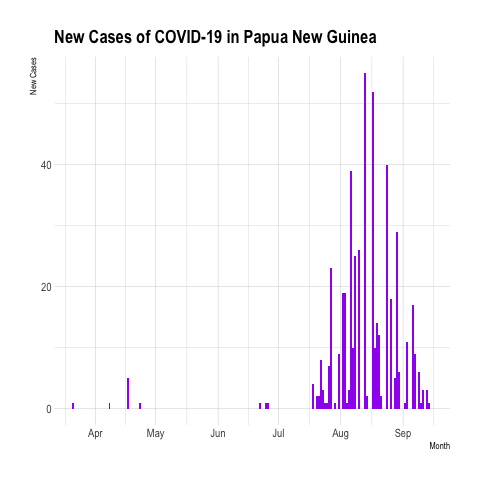 New Cases of COVID-19 in Papua New Guinea
New Cases
40
20
0
Apr May Jun Jul Aug Sep
Month